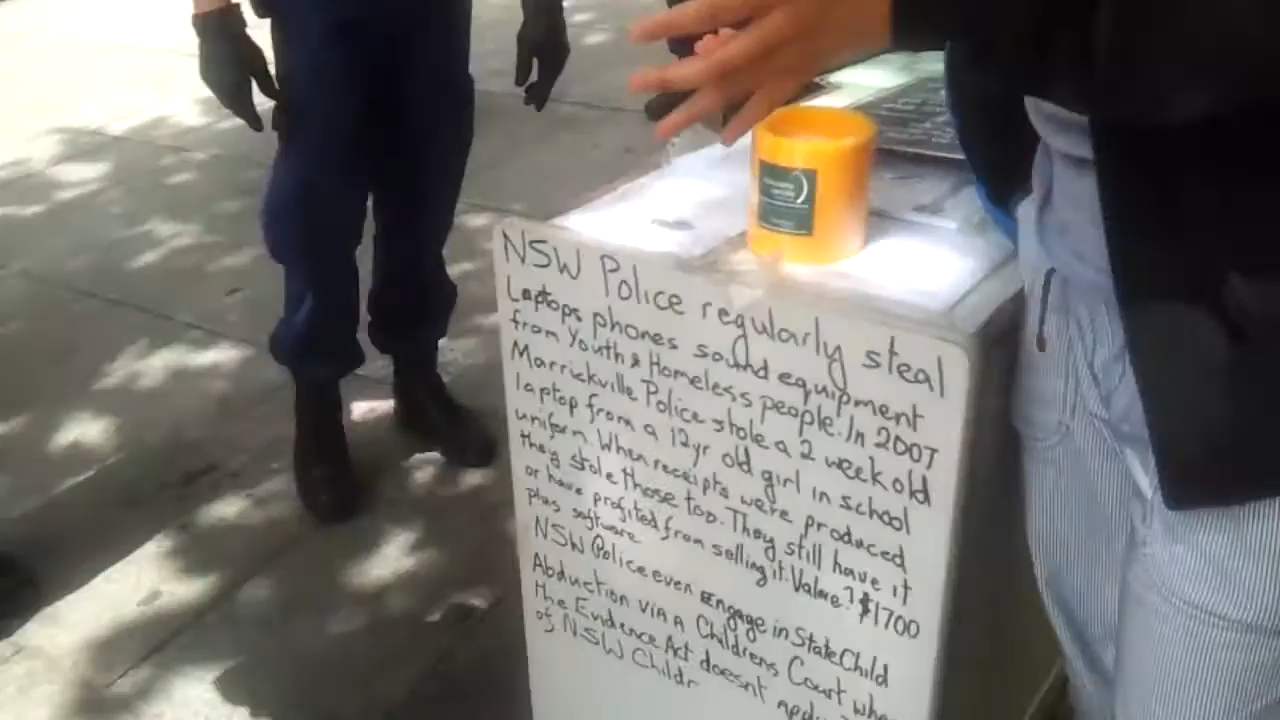 NSW Police regularly steal
Laptops phones sound equipment
from Youth & Homeless people. In 2007
Marrickville Police stole a 2 week old
laptop from a 12yr old girl in school
uniform. When receipts were produced
they stole those too. They still have it
or have profited from selling it. Value? $1700
plus software
NSW Police even Engage in State Child
Abduction VIA A Childrens Court whe
the Evidence Act doesnt apply
of NSW Childr